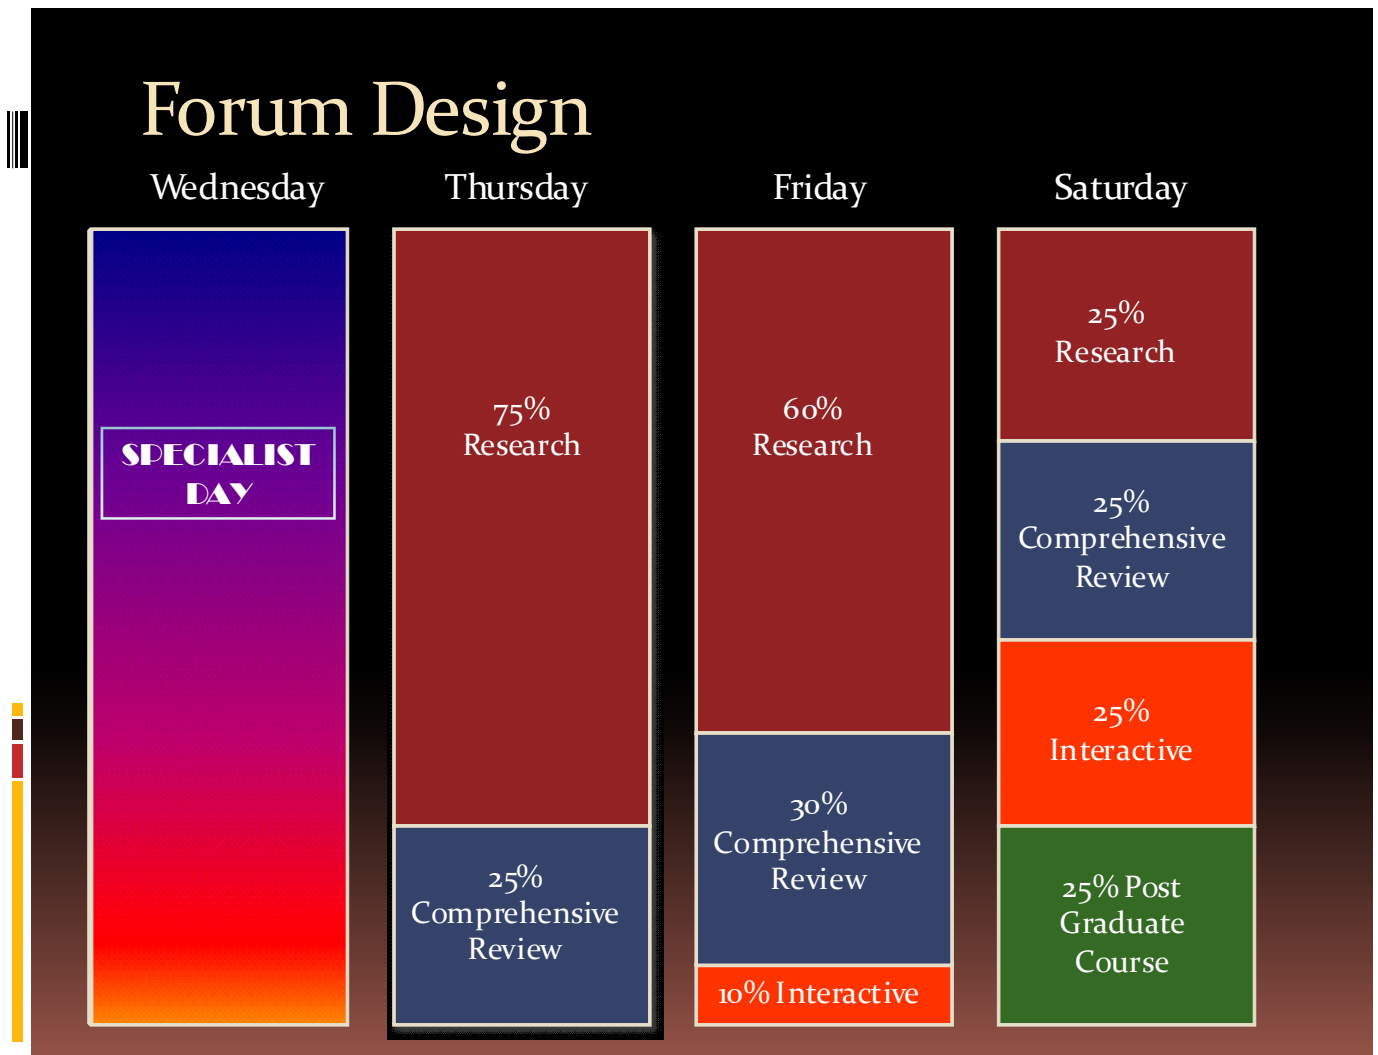 Forum Design
Wednesday
Thursday
Friday
Saturday
SPECIALIST
DAY
75%
Research
25%
Comprehensive
Review
60%
Research
30%
Comprehensive
Review
10% Interactive
25%
Research
25%
Comprehensive
Review
25%
Interactive
25% Post
Graduate
Course